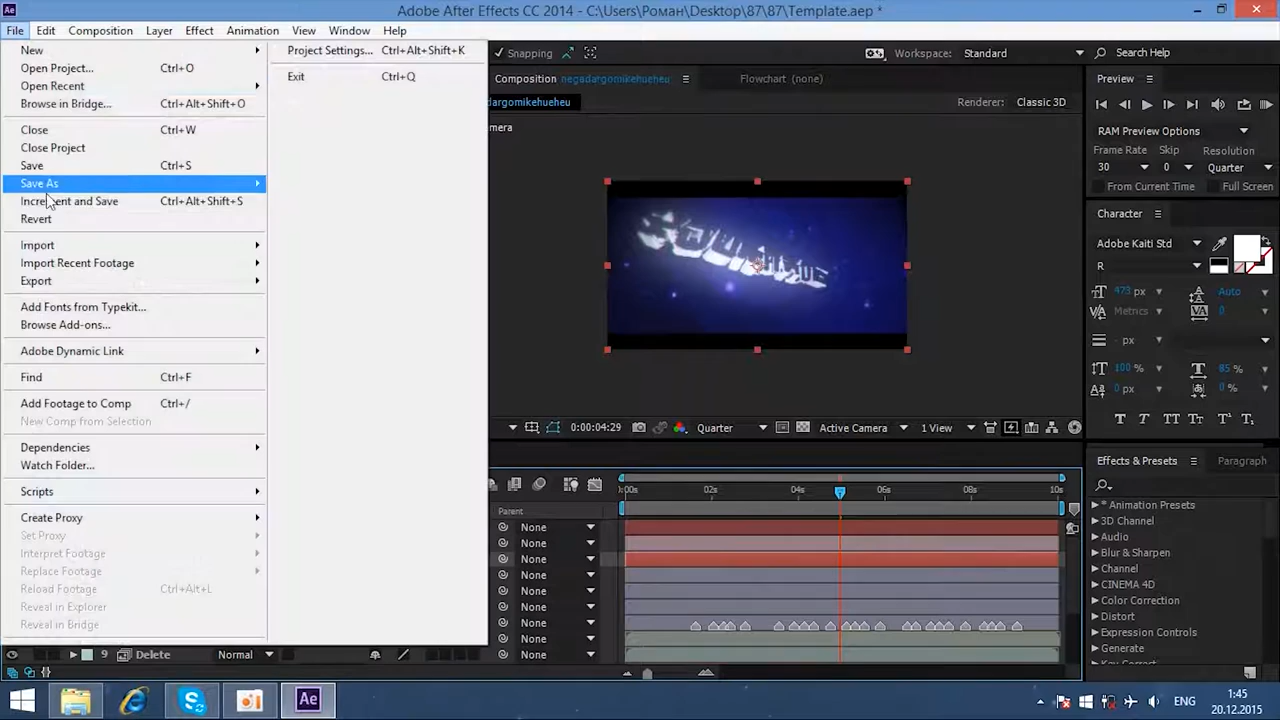 Ae Adobe After Effects CC 2014 - C:\Users\Роман\Desktop\87\87\Template.aep *
File Edit Composition Layer Effect Animation View Window Help
New
Open Project... Ctrl+O
Open Recent
Browse in Bridge... Ctrl+Alt+Shift+O
Close Ctrl+W
Close Project
Save Ctrl+S
Save As
Increment and Save Ctrl+Alt+Shift+S
Revert
Import
Import Recent Footage
Export
Add Fonts from Typekit...
Browse Add-ons...
Adobe Dynamic Link
Find Ctrl+F
Add Footage to Comp Ctrl+/
New Comp from Selection
Dependencies
Watch Folder...
Scripts
Create Proxy
Set Proxy
Interpret Footage
Replace Footage
Reload Footage Ctrl+Alt+L
Reveal in Explorer
Reveal in Bridge
Project Settings... Ctrl+Alt+Shift+K
Exit Ctrl+Q
Snapping
Workspace: Standard
Search Help
Composition negadargomikehueheu
Flowchart (none)
dargomikehueheu
Renderer: Classic 3D
amera
0:00:04:29 Quarter Active Camera 1 View
Preview
RAM Preview Options
Frame Rate Skip Resolution
30 0 Quarter
From Current Time Full Screen
Character
Adobe Kaiti Std
R
473 px Auto
Metrics 0
- px
100 % 85 %
0 px 0 %
T T TT Tt T¹ T₁
Effects & Presets Paragraph
* Animation Presets
3D Channel
Audio
Blur & Sharpen
Channel
CINEMA 4D
Color Correction
Distort
Expression Controls
Generate
Key Correct
:00s 02s 04s 06s 08s 10s
Parent
None
None
None
None
None
None
None
None
None
9 Delete Normal
Ae
ENG
1:45
20.12.2015